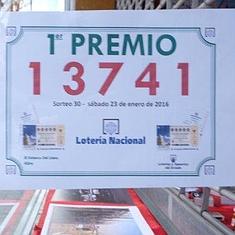 1er PREMIO
13741
Sorteo 30 - sábado 23 de enero de 2016
Lotería Nacional